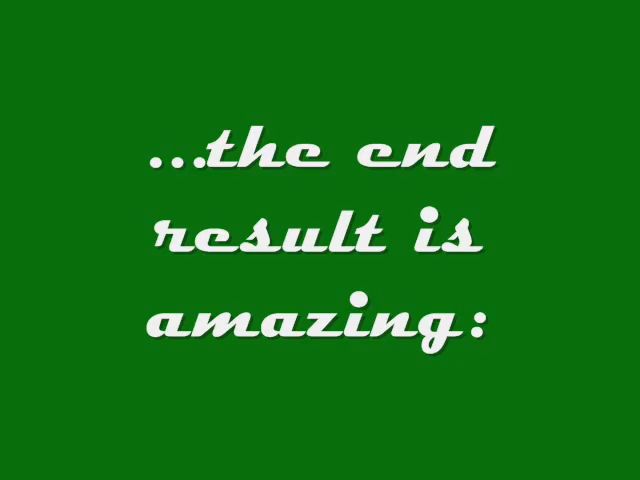 ...the end
result is
amazing: